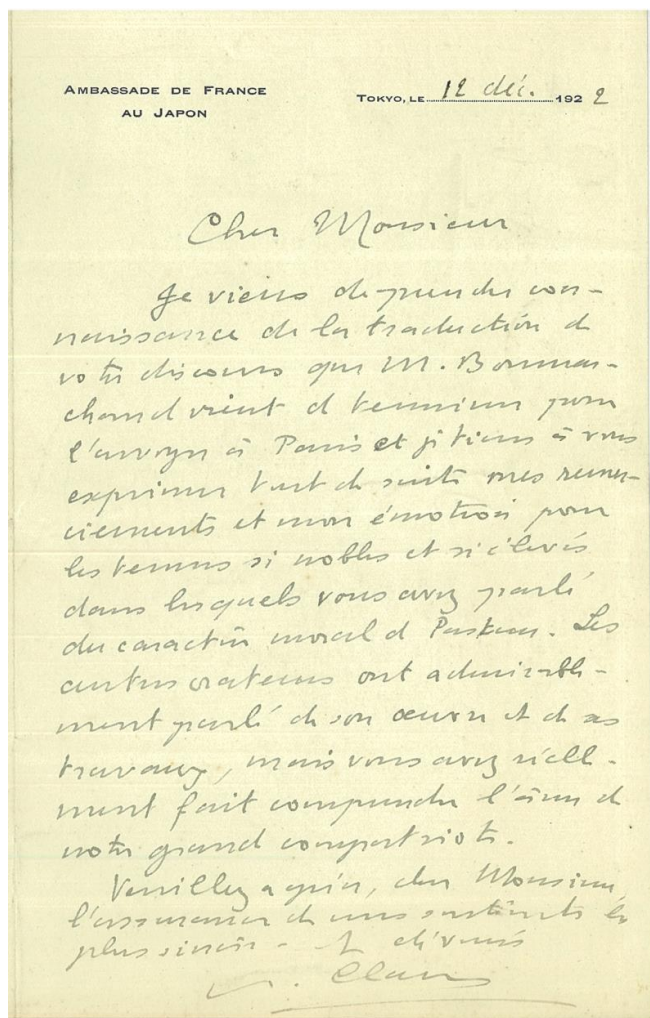 AMBASSADE DE FRANCE
AU JAPON
TOKYO, LE 12 déc. 1922
Cher Monsieur
Je viens de prendre con-
naissance de la traduction de
votre discours que M. Bonmar-
chand vient de terminer pour
l'envoyer à Paris et je tiens à vous
exprimer tout de suite mes remer-
ciements et mon émotion pour
les termes si nobles et si élevés
dans lesquels vous avez parlé
du caractère moral de Pasteur. Les
autres orateurs ont admirable-
ment parlé de son œuvre et de ses
travaux, mais vous avez réelle-
ment fait comprendre l'âme de
notre grand compatriote.
Veuillez agréer, cher Monsieur,
l'assurance de mes sentiments les
plus sincères et dévoués